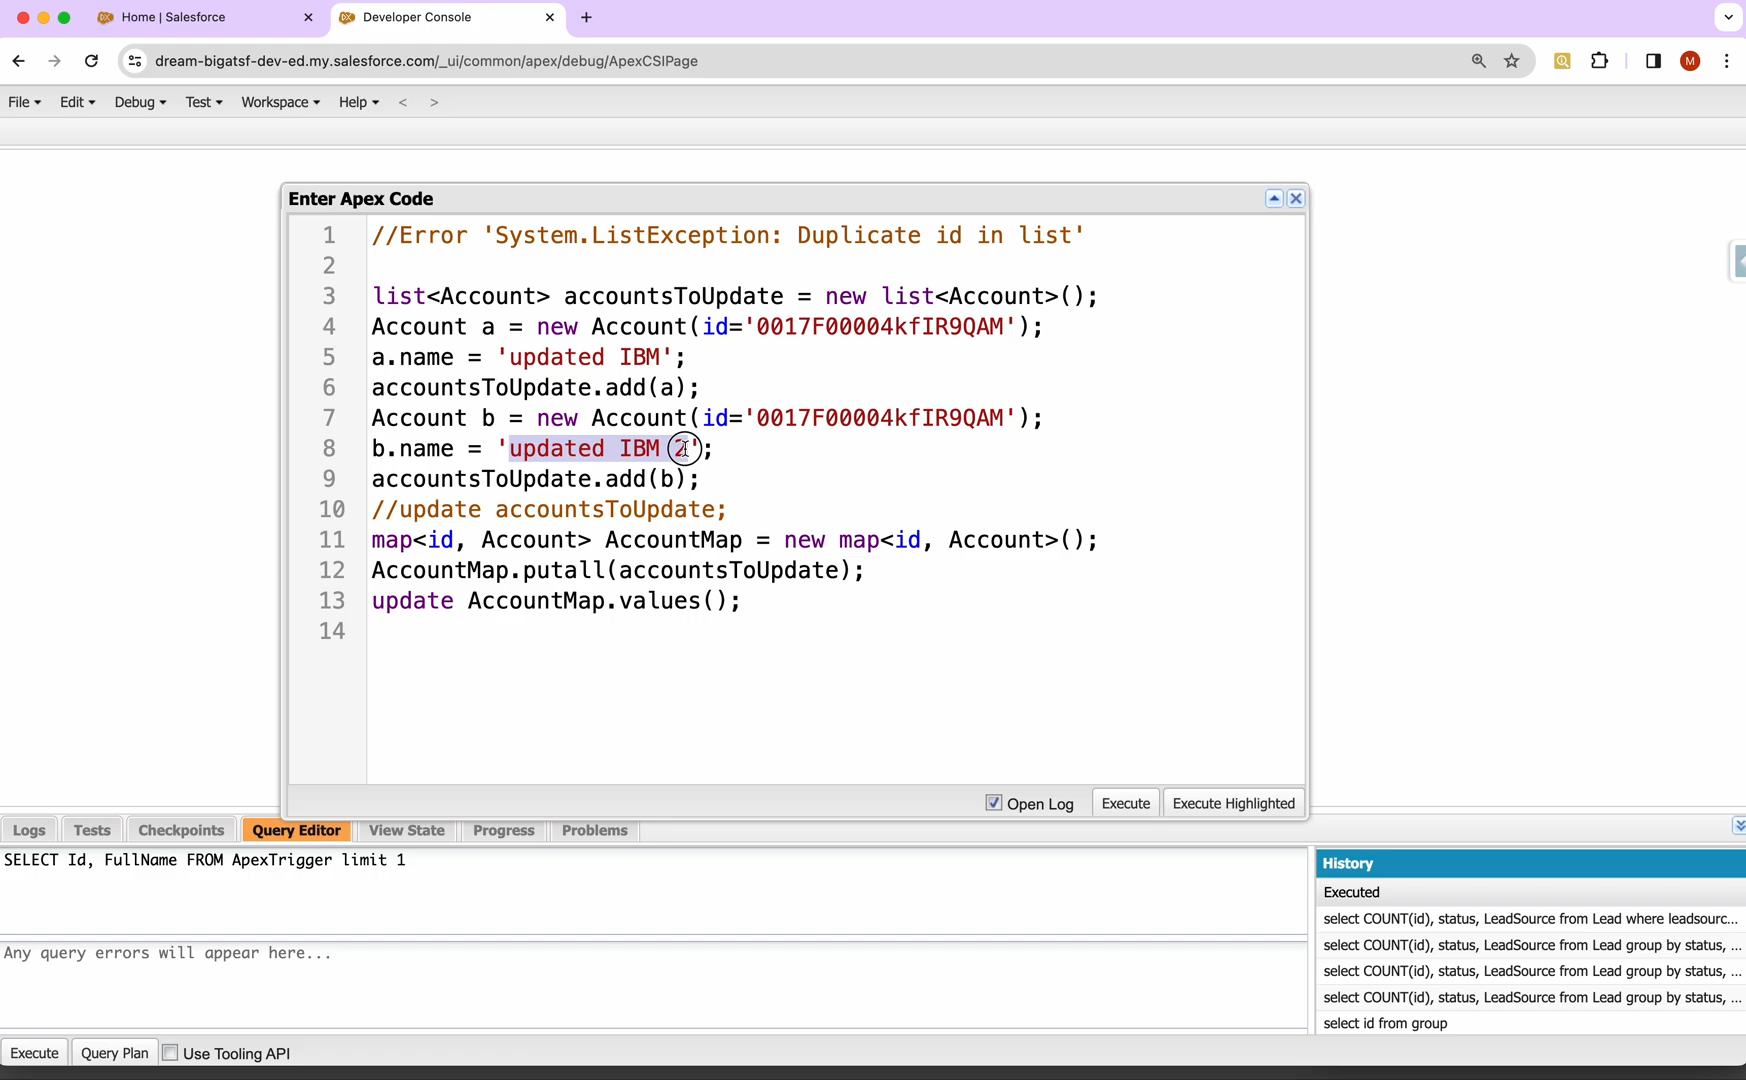 Home | Salesforce
Developer Console
dream-bigatsf-dev-ed.my.salesforce.com/_ui/common/apex/debug/ApexCSIPage
M
File Edit Debug Test Workspace Help < >
Enter Apex Code
1 //Error 'System.ListException: Duplicate id in list'
2
3 list<Account> accountsToUpdate = new list<Account>();
4 Account a = new Account(id='0017F00004kfIR9QAM');
5 a.name = 'updated IBM';
6 accountsToUpdate.add(a);
7 Account b = new Account(id='0017F00004kfIR9QAM');
8 b.name = 'updated IBM 2';
9 accountsToUpdate.add(b);
10 //update accountsToUpdate;
11 map<id, Account> AccountMap = new map<id, Account>();
12 AccountMap.putall(accountsToUpdate);
13 update AccountMap.values();
14
Open Log Execute Execute Highlighted
Logs Tests Checkpoints Query Editor View State Progress Problems
SELECT Id, FullName FROM ApexTrigger limit 1
Any query errors will appear here...
History
Executed
select COUNT(id), status, LeadSource from Lead where leadsourc...
select COUNT(id), status, LeadSource from Lead group by status, ...
select COUNT(id), status, LeadSource from Lead group by status, ...
select COUNT(id), status, LeadSource from Lead group by status, ...
select id from group
Execute Query Plan Use Tooling API